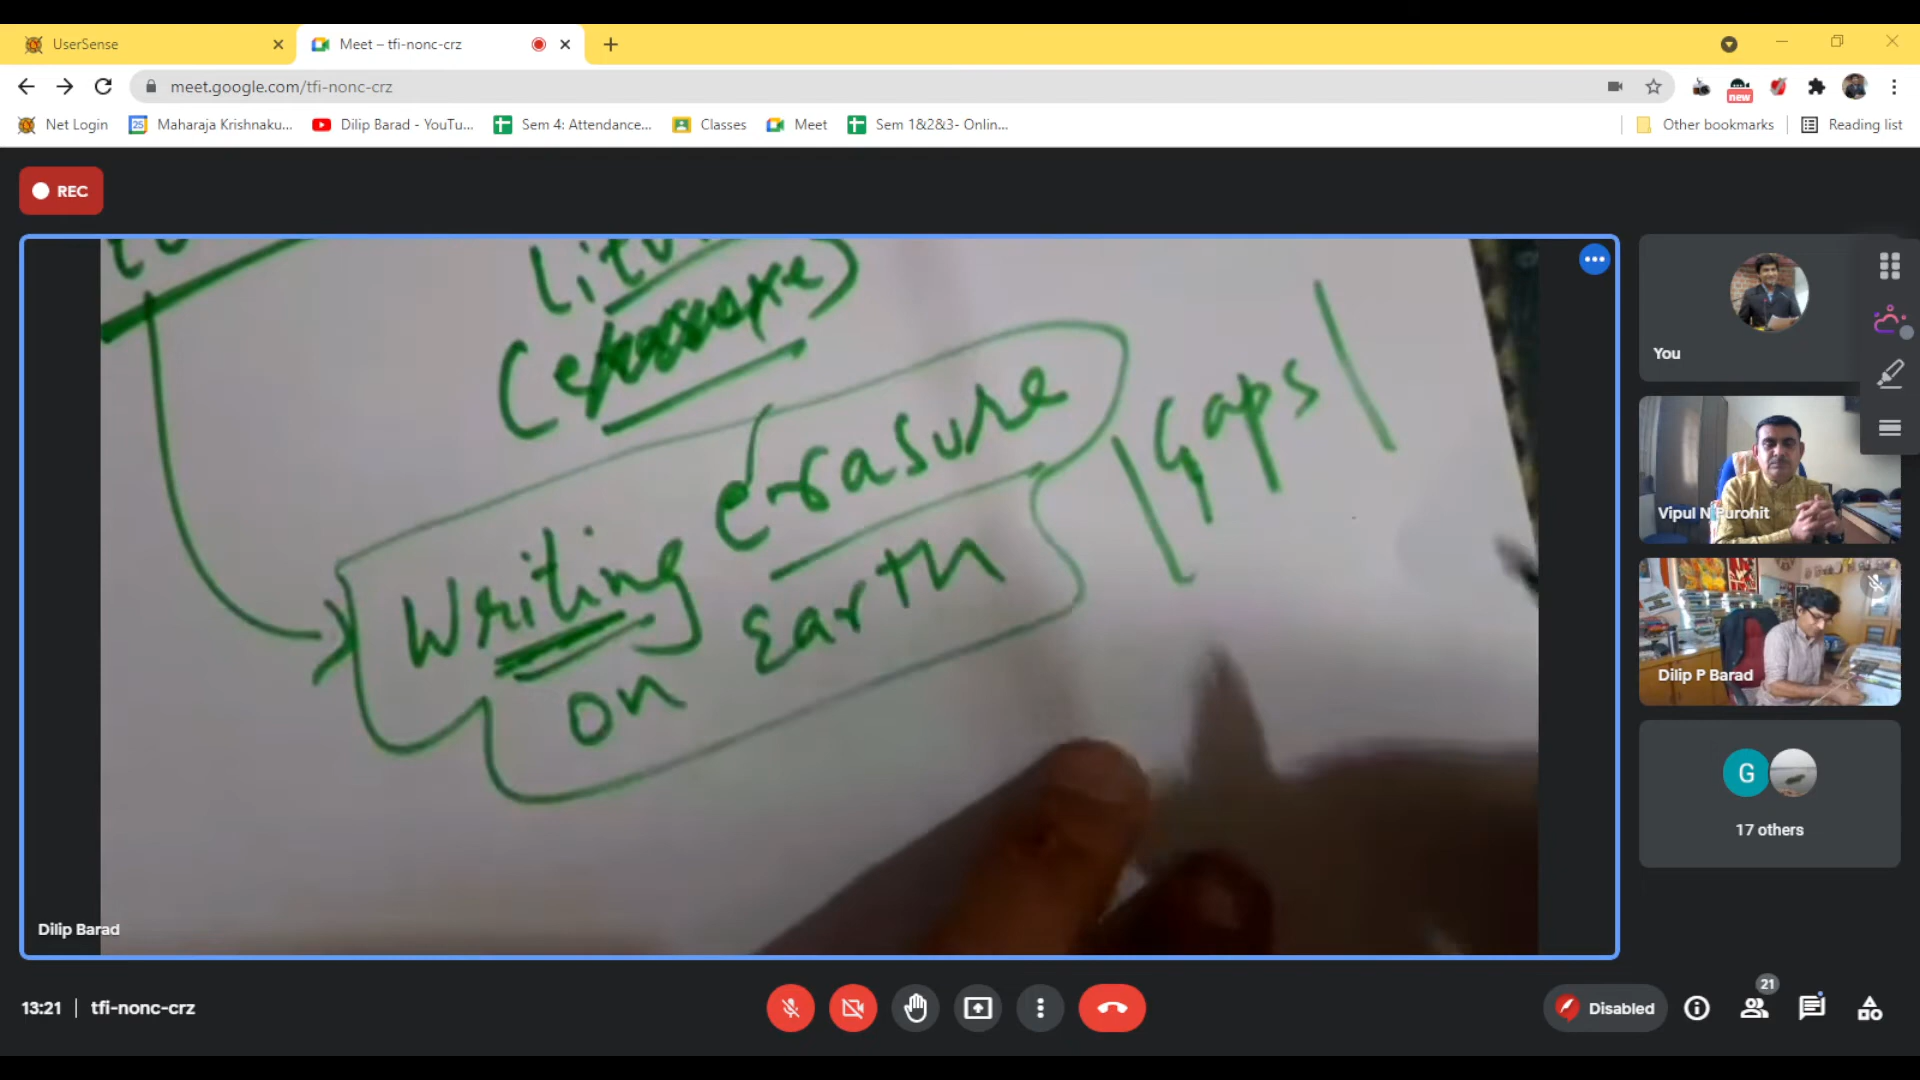 UserSense
Meet – tfi-nonc-crz
meet.google.com/tfi-nonc-crz
new
Net Login
25
Maharaja Krishnaku...
Dilip Barad - YouTu...
Sem 4: Attendance...
Classes
Meet
Sem 1&2&3- Onlin...
Other bookmarks
Reading list
REC
erasure
Writing
on Earth
Gaps
Dilip Barad
You
Vipul N Purohit
Dilip P Barad
G
17 others
13:21
tfi-nonc-crz
Disabled
21